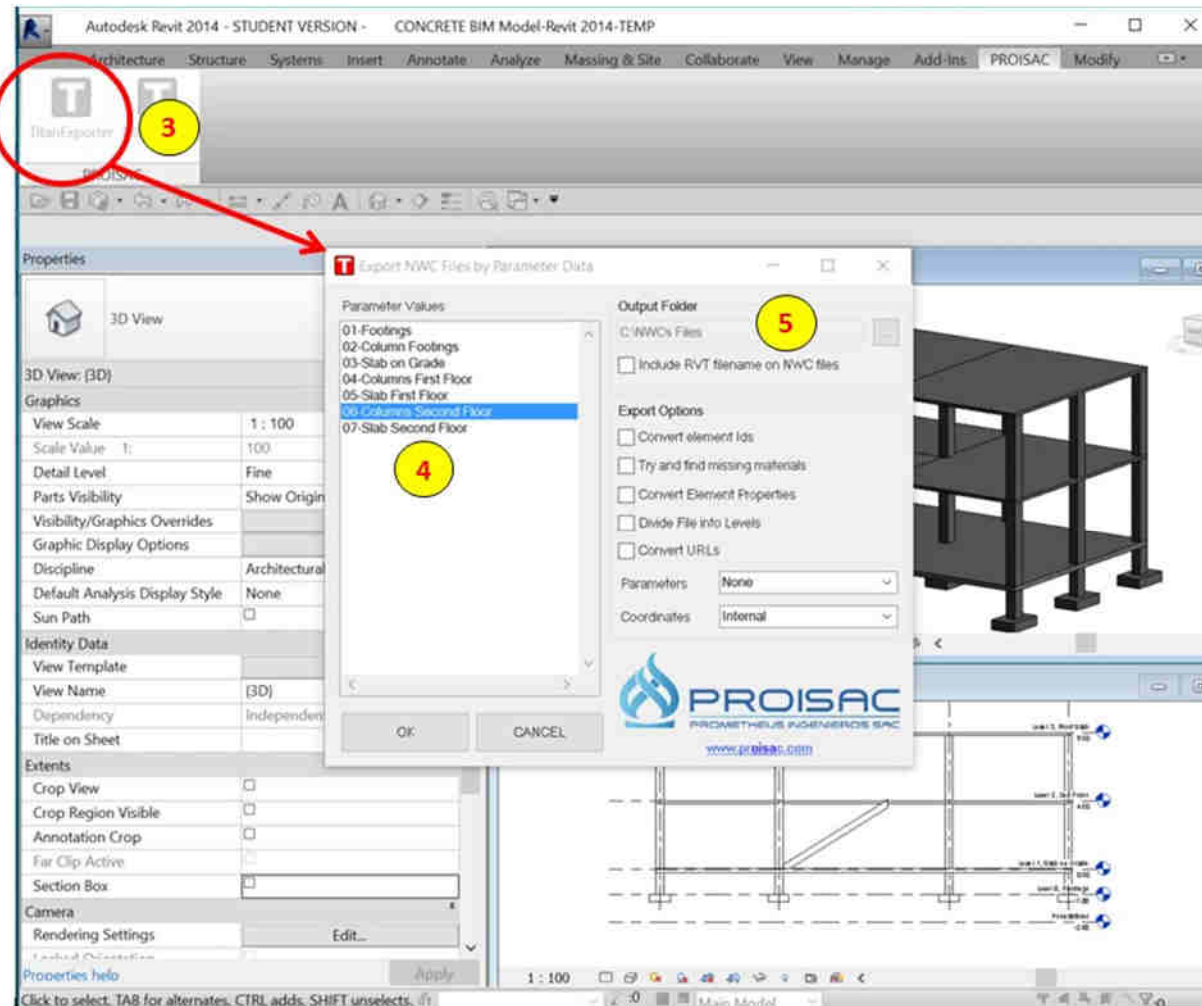 Autodesk Revit 2014 - STUDENT VERSION - CONCRETE BIM Model-Revit 2014-TEMP
Architecture Structure Systems Insert Annotate Analyze Massing & Site Collaborate View Manage Add-Ins PROISAC Modify
TitanExporter
3
PROISAC
Properties
3D View
3D View: {3D}
Graphics
View Scale 1 : 100
Scale Value 1: 100
Detail Level Fine
Parts Visibility Show Origin
Visibility/Graphics Overrides
Graphic Display Options
Discipline Architectural
Default Analysis Display Style None
Sun Path
Identity Data
View Template
View Name {3D}
Dependency Independen
Title on Sheet
Extents
Crop View
Crop Region Visible
Annotation Crop
Far Clip Active
Section Box
Camera
Rendering Settings Edit...
Properties help Apply
Export NWC Files by Parameter Data
Parameter Values
01-Footings
02-Column Footings
03-Slab on Grade
04-Columns First Floor
05-Slab First Floor
06-Columns Second Floor
07-Slab Second Floor
4
OK CANCEL
Output Folder
C:\NWCs Files
5
Include RVT filename on NWC files
Export Options
Convert element Ids
Try and find missing materials
Convert Element Properties
Divide File into Levels
Convert URLs
Parameters None
Coordinates Internal
PROISAC
PROMETHEUS INGENIEROS SAC
www.proisac.com
1 : 100
Click to select, TAB for alternates, CTRL adds, SHIFT unselects.
:0 Main Model